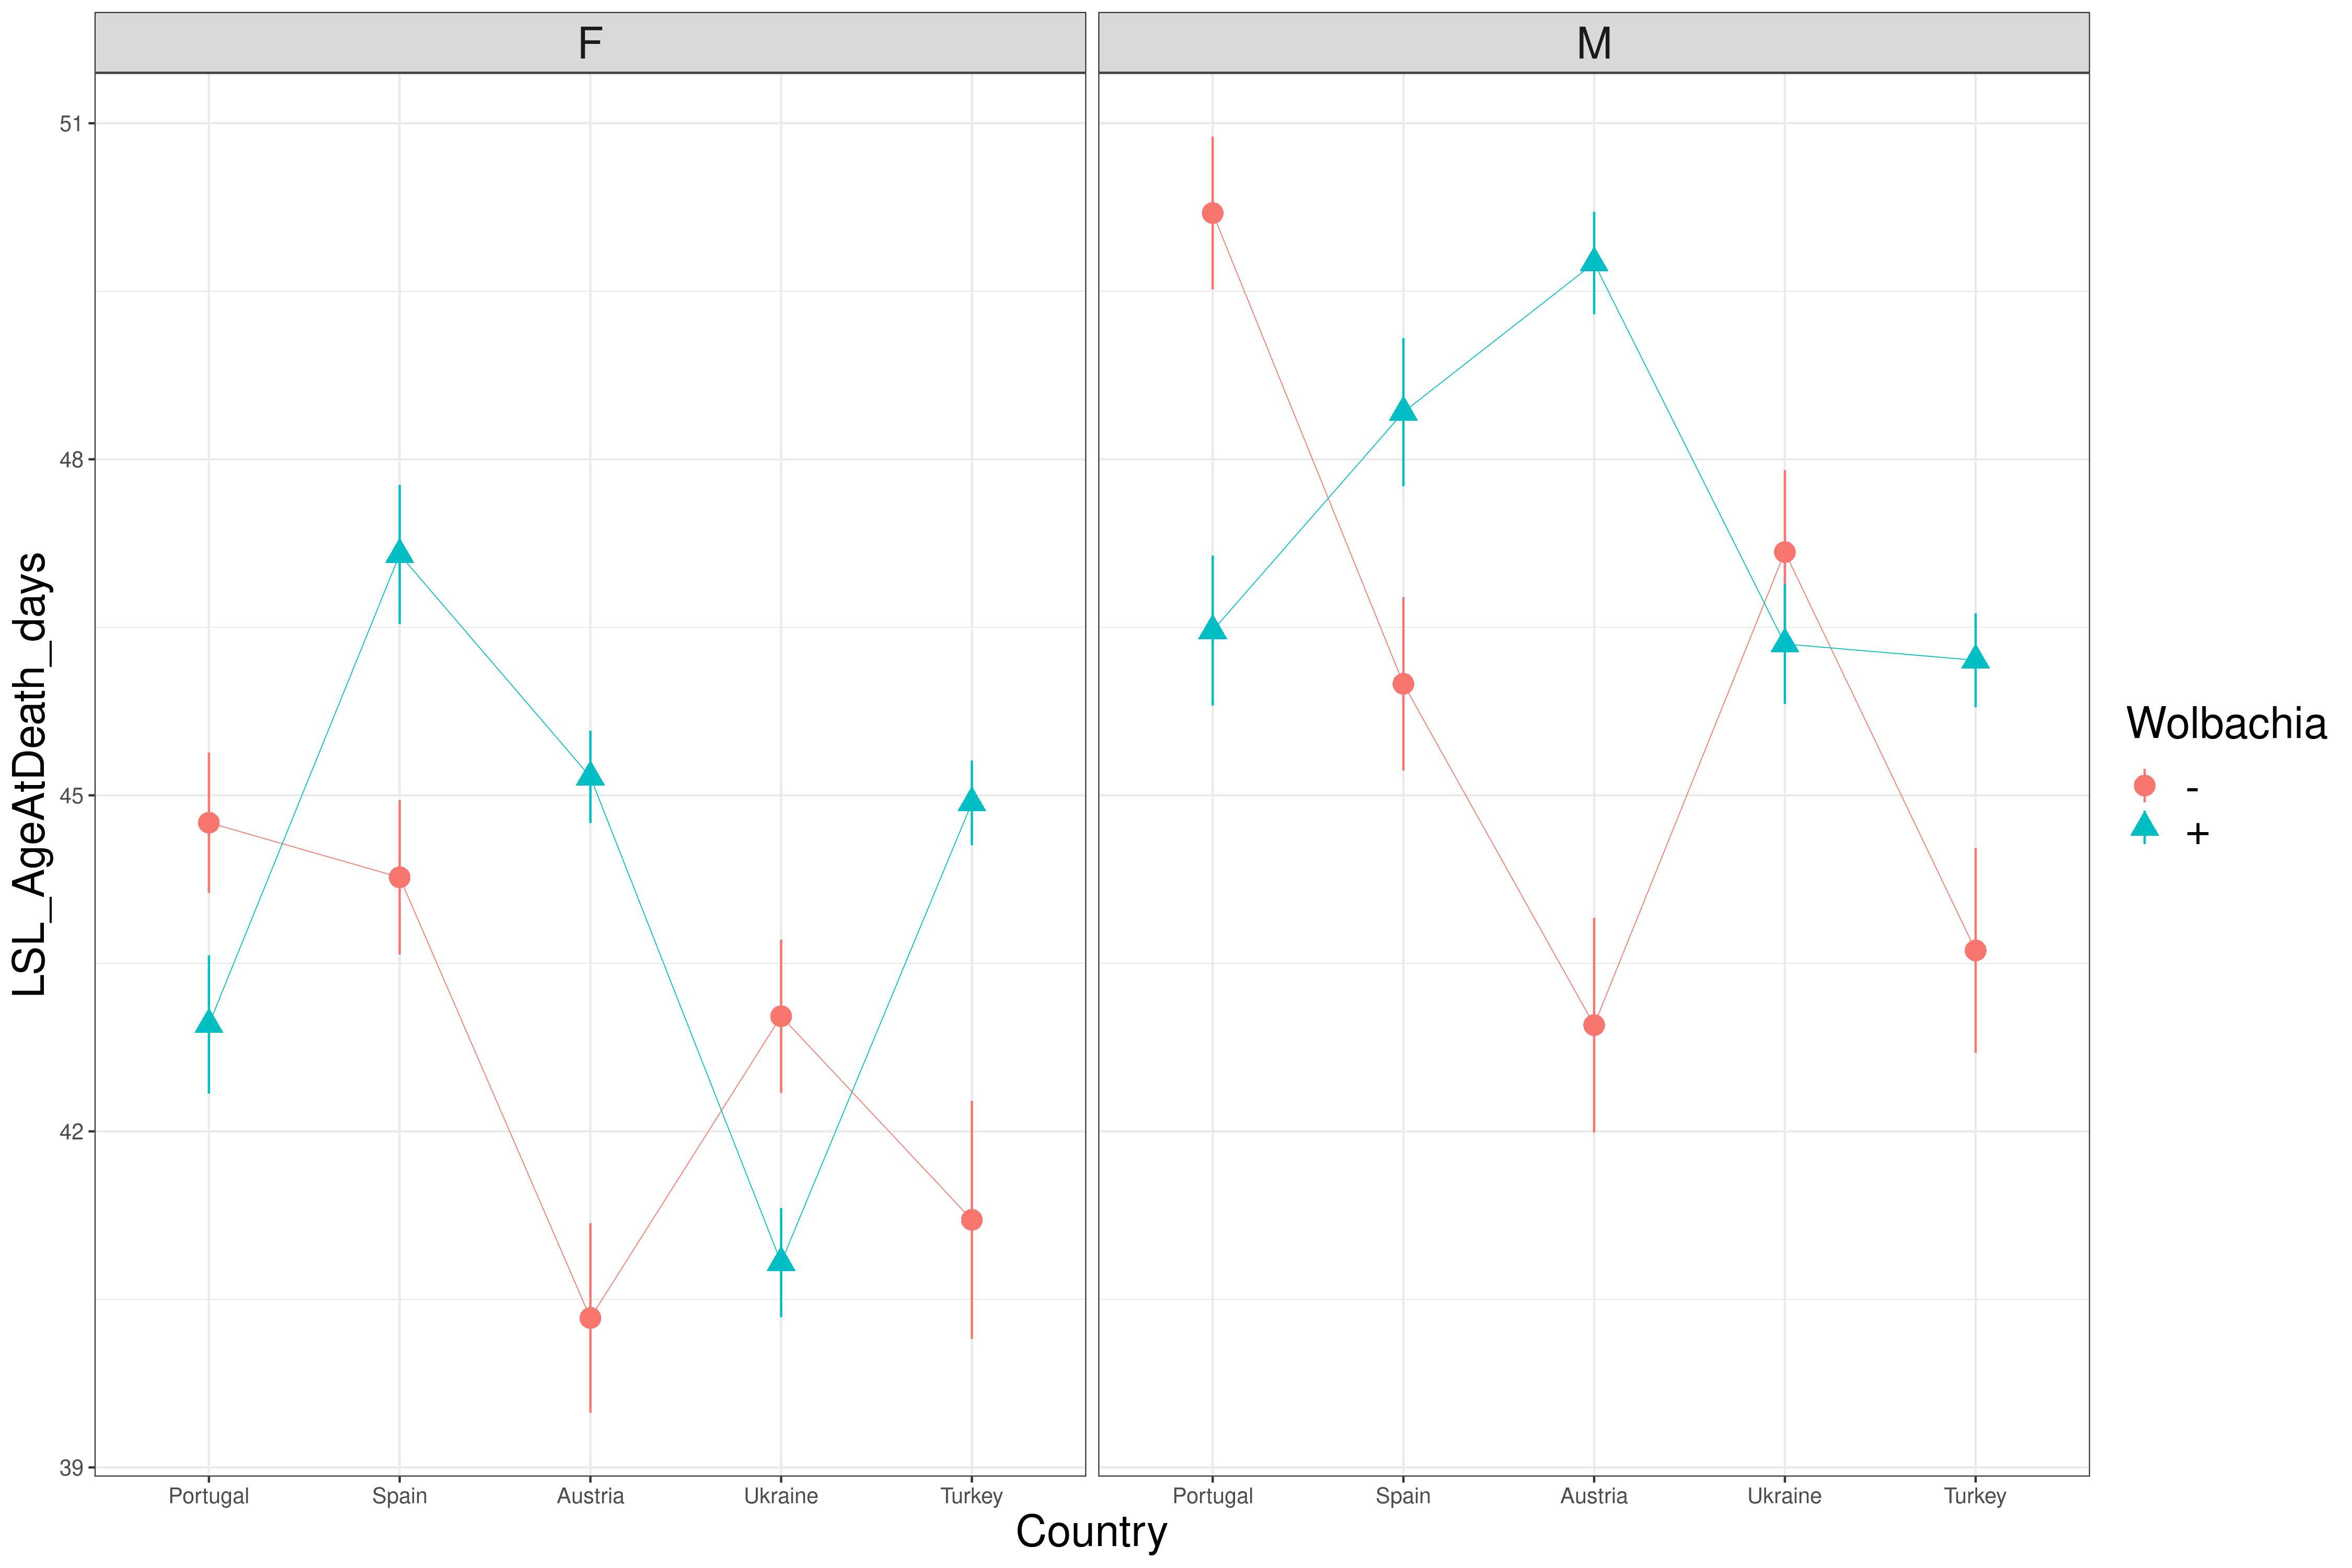 F
M
51
48
45
42
39
LSL_AgeAtDeath_days
Portugal Spain Austria Ukraine Turkey
Portugal Spain Austria Ukraine Turkey
Country
Wolbachia
-
+